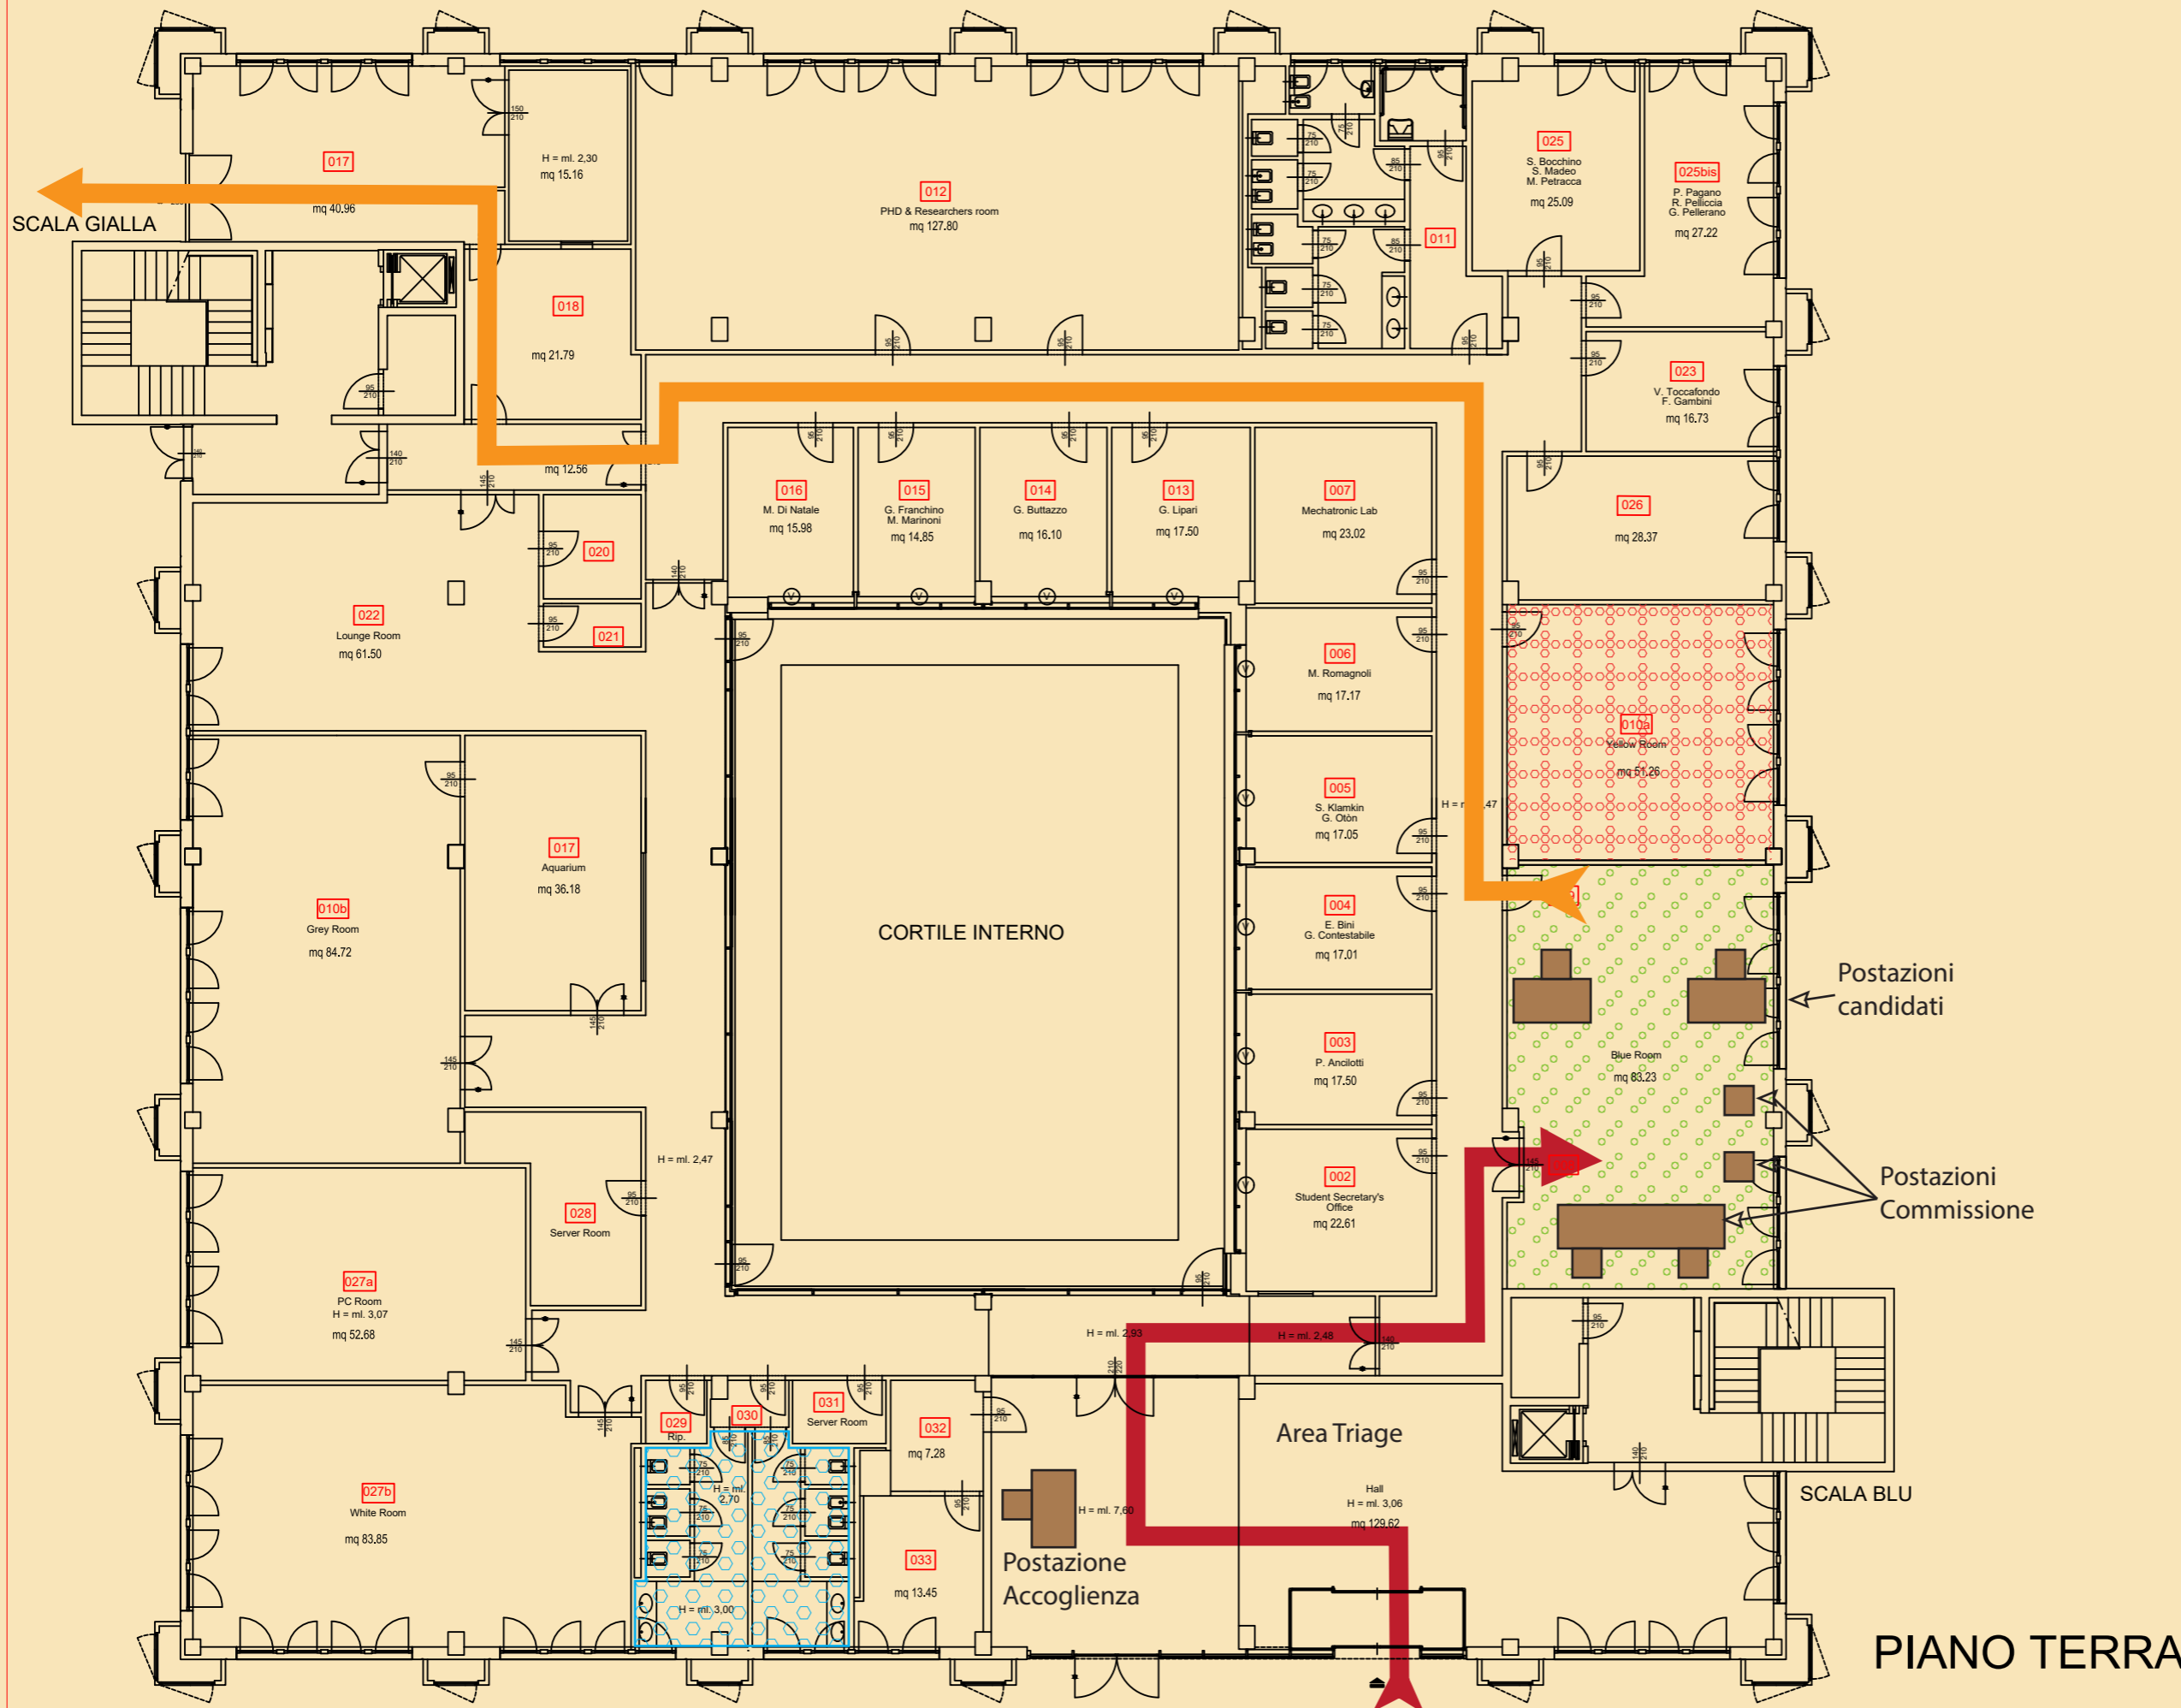 017
mq 40.96
SCALA GIALLA
H = ml. 2,30
mq 15.16
018
mq 21.79
mq 12.56
012
PHD & Researchers room
mq 127.80
011
025
S. Bocchino
S. Madeo
M. Petracca
mq 25.09
025bis
P. Pagano
R. Pelliccia
G. Pellerano
mq 27.22
023
V. Toccafondo
F. Gambini
mq 16.73
026
mq 28.37
016
M. Di Natale
mq 15.98
015
G. Franchino
M. Marinoni
mq 14.85
014
G. Buttazzo
mq 16.10
013
G. Lipari
mq 17.50
007
Mechatronic Lab
mq 23.02
020
021
022
Lounge Room
mq 61.50
006
M. Romagnoli
mq 17.17
010a
Yellow Room
mq 51.26
005
S. Klamkin
G. Otòn
mq 17.05
017
Aquarium
mq 36.18
010b
Grey Room
mq 84.72
CORTILE INTERNO
004
E. Bini
G. Contestabile
mq 17.01
Postazioni
candidati
003
P. Ancilotti
mq 17.50
Blue Room
mq 83.23
H = ml. 2,47
002
Student Secretary's
Office
mq 22.61
Postazioni
Commissione
028
Server Room
027a
PC Room
H = ml. 3,07
mq 52.68
H = ml. 2,93
H = ml. 2,48
029
Rip.
030
031
Server Room
032
mq 7.28
Area Triage
027b
White Room
mq 83.85
H = ml.
2,70
H = ml. 3,00
033
mq 13.45
H = ml. 7,60
Postazione
Accoglienza
Hall
H = ml. 3,06
mq 129.62
SCALA BLU
PIANO TERRA